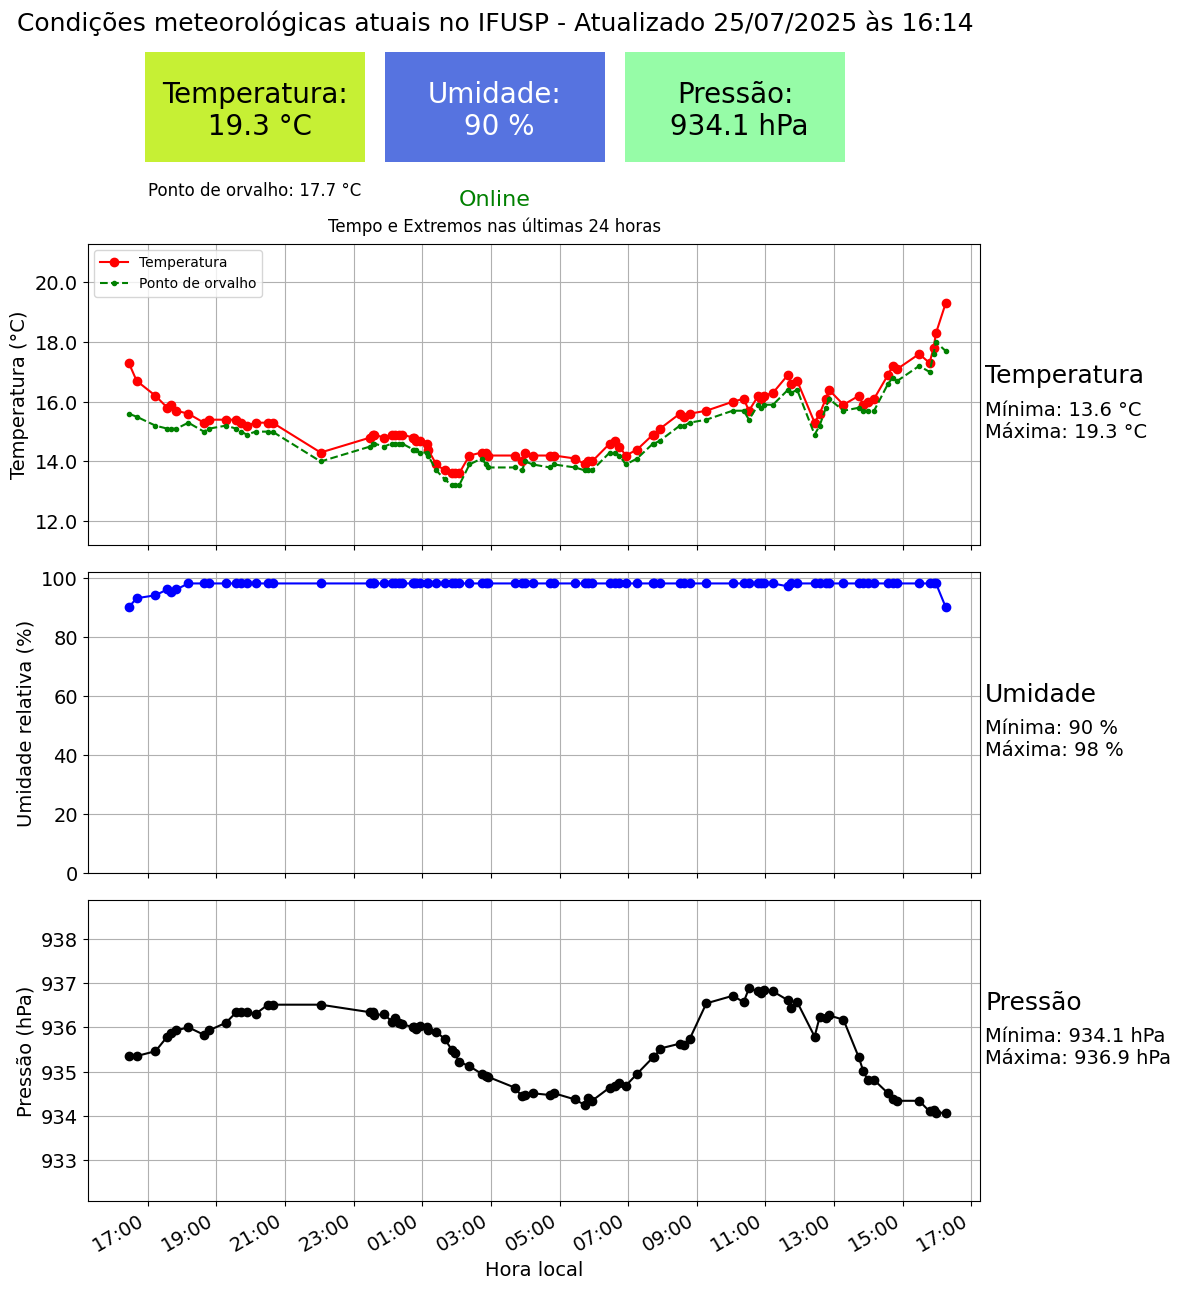 Condições meteorológicas atuais no IFUSP - Atualizado 25/07/2025 às 16:14
Temperatura:
19.3 °C
Umidade:
90 %
Pressão:
934.1 hPa
Ponto de orvalho: 17.7 °C
Online
Tempo e Extremos nas últimas 24 horas
Temperatura
Ponto de orvalho
Temperatura (°C)
20.0
18.0
16.0
14.0
12.0
Temperatura
Mínima: 13.6 °C
Máxima: 19.3 °C
Umidade relativa (%)
100
80
60
40
20
0
Umidade
Mínima: 90 %
Máxima: 98 %
Pressão (hPa)
938
937
936
935
934
933
Pressão
Mínima: 934.1 hPa
Máxima: 936.9 hPa
17:00
19:00
21:00
23:00
01:00
03:00
05:00
07:00
09:00
11:00
13:00
15:00
17:00
Hora local